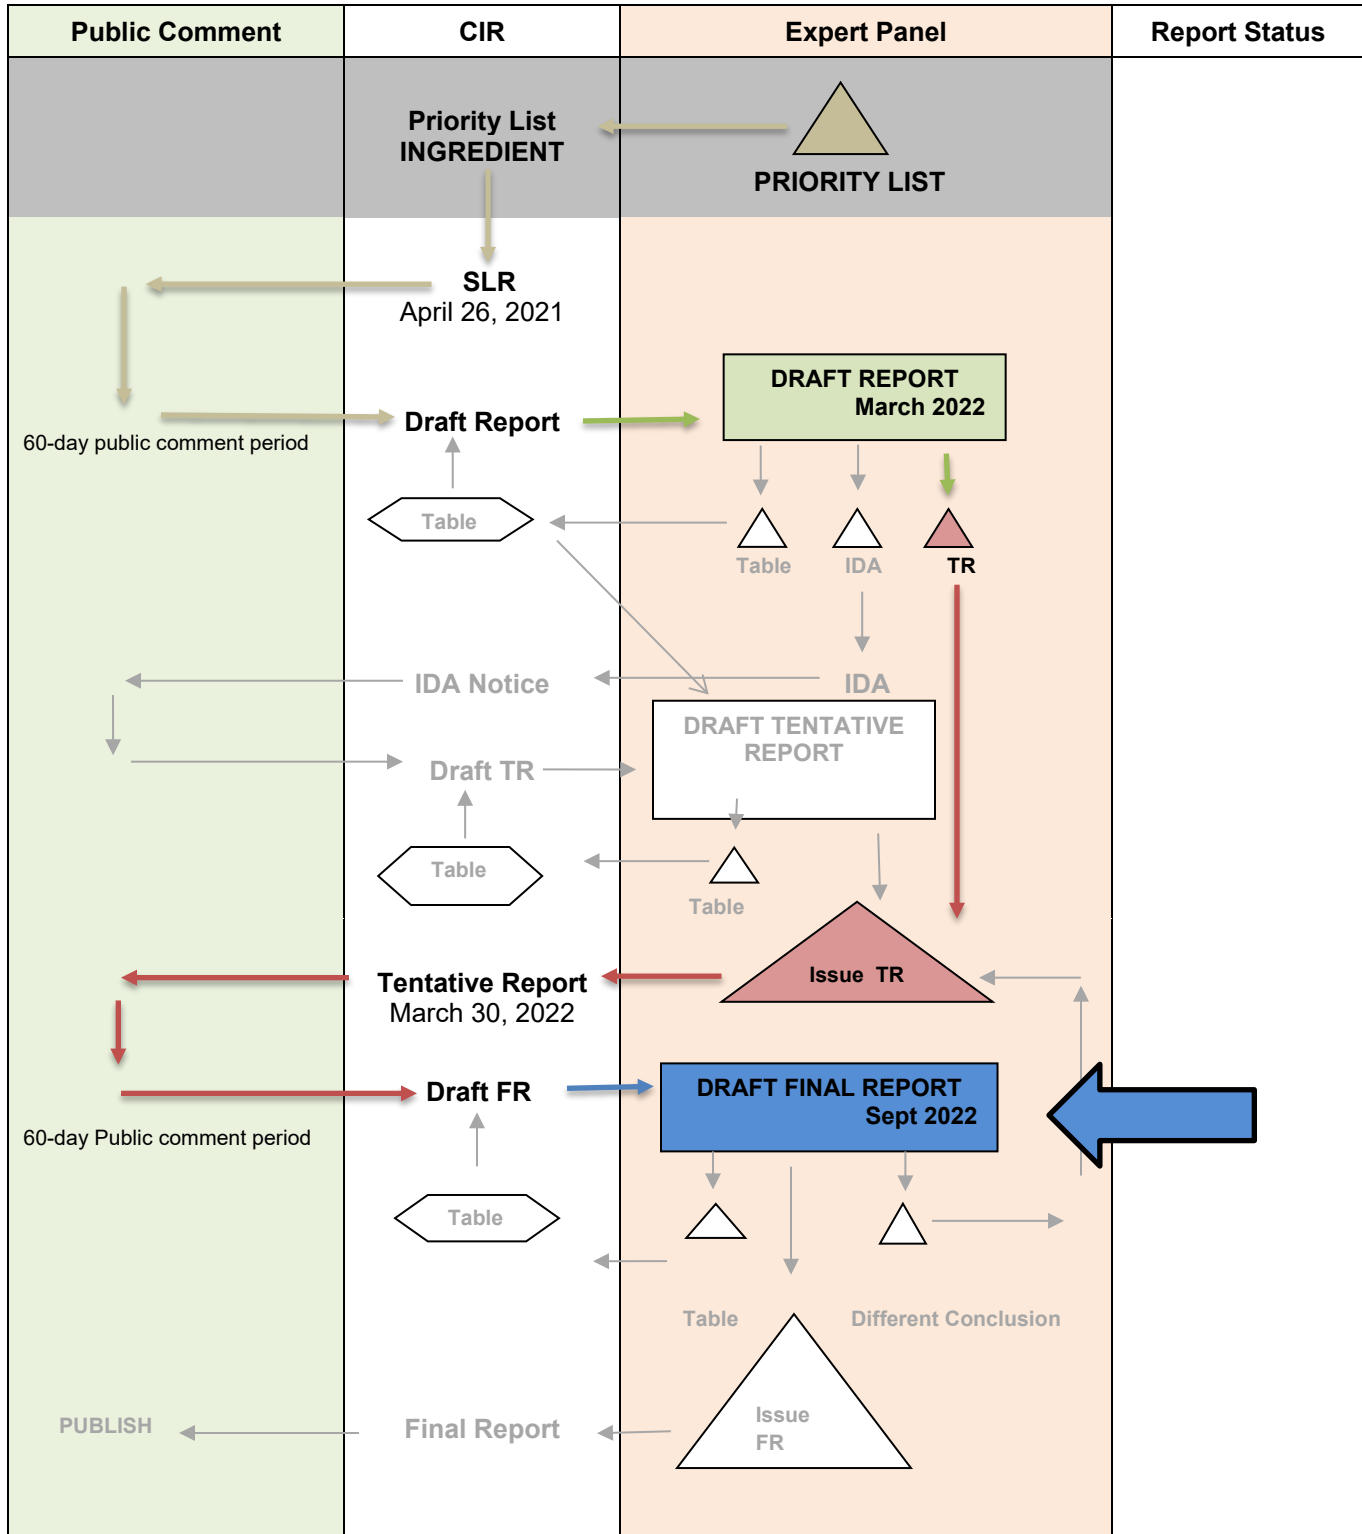 Public Comment
CIR
Expert Panel
Report Status
Priority List
INGREDIENT
PRIORITY LIST
SLR
April 26, 2021
60-day public comment period
Draft Report
DRAFT REPORT
March 2022
Table
Table
IDA
TR
IDA Notice
IDA
DRAFT TENTATIVE
REPORT
Draft TR
Table
Table
Issue TR
Tentative Report
March 30, 2022
Draft FR
DRAFT FINAL REPORT
Sept 2022
60-day Public comment period
Table
Table
Different Conclusion
PUBLISH
Final Report
Issue
FR